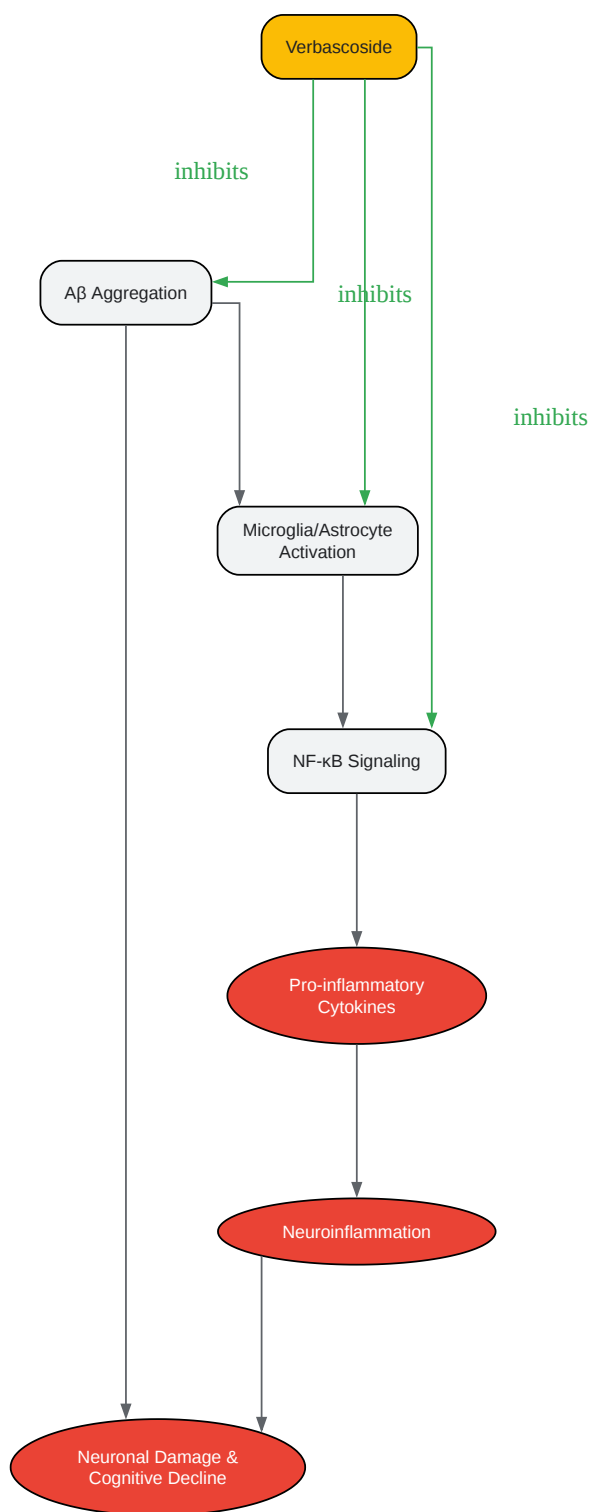 Verbascoside
inhibits
Aβ Aggregation
inhibits
inhibits
Microglia/Astrocyte
Activation
NF-κB Signaling
Pro-inflammatory
Cytokines
Neuroinflammation
Neuronal Damage &
Cognitive Decline